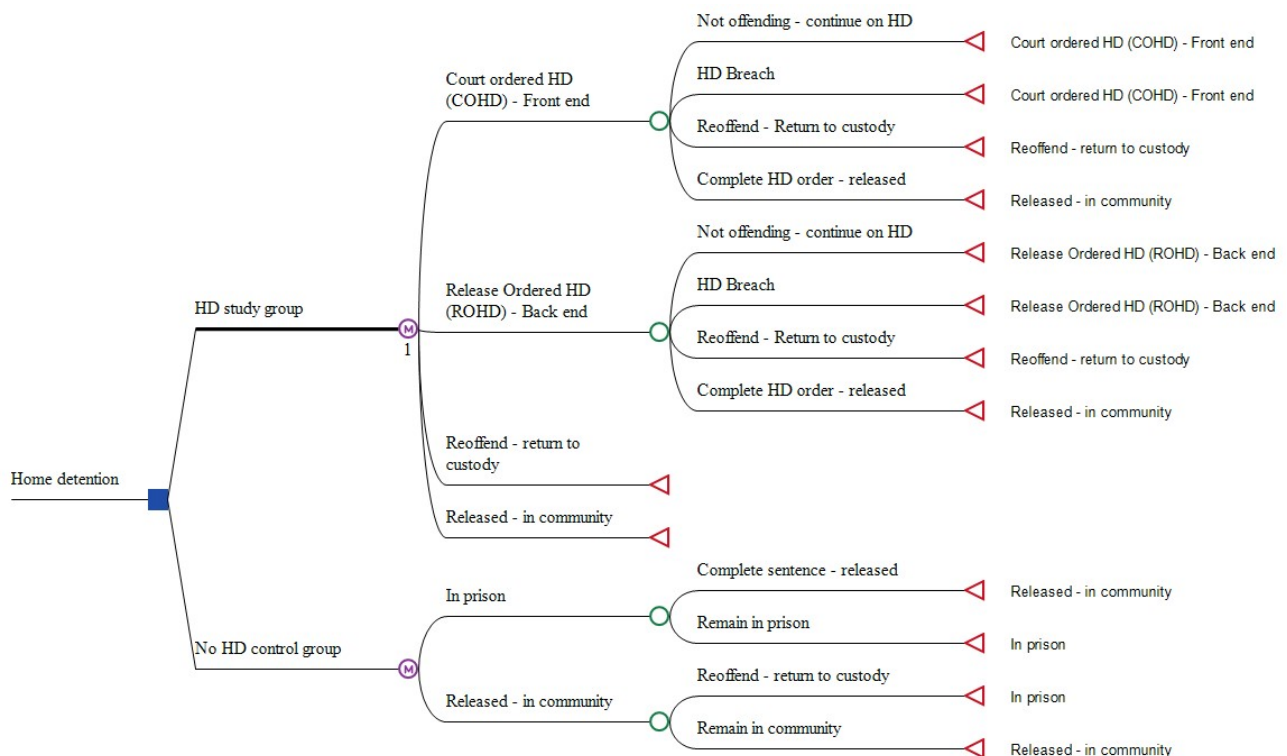 Not offending - continue on HD
Court ordered HD (COHD) - Front end
HD Breach
Court ordered HD
(COHD) - Front end
Court ordered HD (COHD) - Front end
Reoffend - Return to custody
Reoffend - return to custody
Complete HD order - released
Released - in community
Not offending - continue on HD
Release Ordered HD (ROHD) - Back end
HD Breach
Release Ordered HD
(ROHD) - Back end
Release Ordered HD (ROHD) - Back end
HD study group
M
1
Reoffend - Return to custody
Reoffend - return to custody
Complete HD order - released
Released - in community
Reoffend - return to
custody
Home detention
Released - in community
Complete sentence - released
Released - in community
In prison
Remain in prison
In prison
No HD control group
M
Reoffend - return to custody
In prison
Released - in community
Remain in community
Released - in community